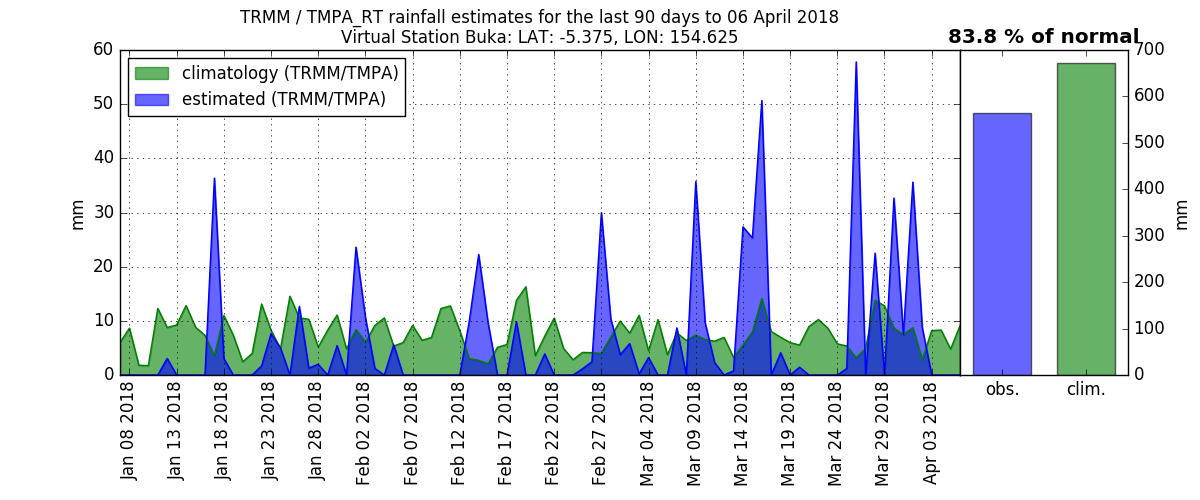 TRMM / TMPA_RT rainfall estimates for the last 90 days to 06 April 2018
Virtual Station Buka: LAT: -5.375, LON: 154.625
83.8 % of normal
climatology (TRMM/TMPA)
estimated (TRMM/TMPA)
60
50
40
30
20
10
0
mm
Jan 08 2018
Jan 13 2018
Jan 18 2018
Jan 23 2018
Jan 28 2018
Feb 02 2018
Feb 07 2018
Feb 12 2018
Feb 17 2018
Feb 22 2018
Feb 27 2018
Mar 04 2018
Mar 09 2018
Mar 14 2018
Mar 19 2018
Mar 24 2018
Mar 29 2018
Apr 03 2018
obs.
clim.
700
600
500
400
300
200
100
0
mm